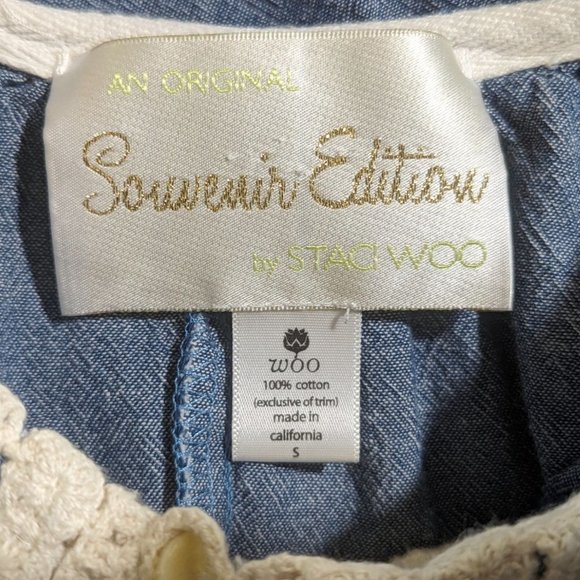 AN ORIGINAL
Souvenir Edition
by STACI WOO
woo
100% cotton
(exclusive of trim)
made in
california
S